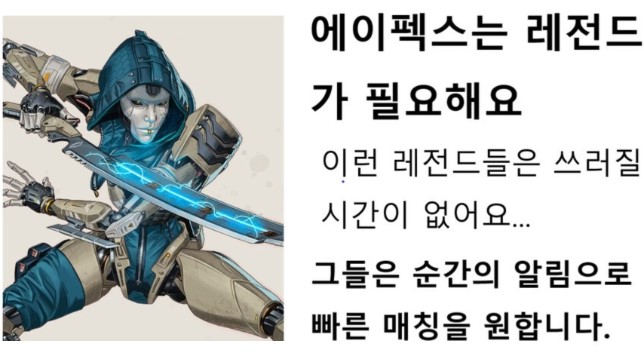 에이펙스는 레전드
가 필요해요
이런 레전드들은 쓰러질
시간이 없어요...
그들은 순간의 알림으로
빠른 매칭을 원합니다.